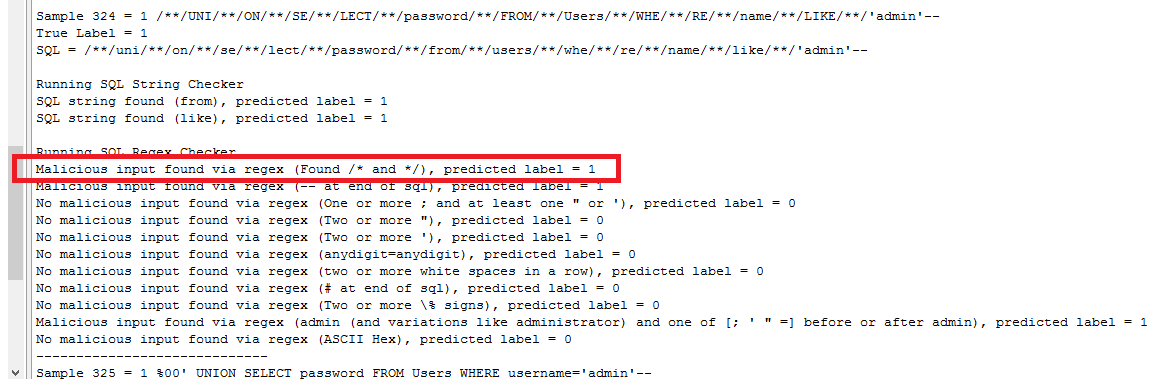 Sample 324 = 1 /**/UNI/**/ON/**/SE/**/LECT/**/password/**/FROM/**/Users/**/WHE/**/RE/**/name/**/LIKE/**/'admin'--
True Label = 1
SQL = /**/uni/**/on/**/se/**/lect/**/password/**/from/**/users/**/whe/**/re/**/name/**/like/**/'admin'--
Running SQL String Checker
SQL string found (from), predicted label = 1
SQL string found (like), predicted label = 1
Running SQL Regex Checker
Malicious input found via regex (Found /* and */), predicted label = 1
Malicious input found via regex (-- at end of sql), predicted label = 1
No malicious input found via regex (One or more ; and at least one " or '), predicted label = 0
No malicious input found via regex (Two or more "), predicted label = 0
No malicious input found via regex (Two or more '), predicted label = 0
No malicious input found via regex (anydigit=anydigit), predicted label = 0
No malicious input found via regex (two or more white spaces in a row), predicted label = 0
No malicious input found via regex (# at end of sql), predicted label = 0
No malicious input found via regex (Two or more \% signs), predicted label = 0
Malicious input found via regex (admin (and variations like administrator) and one of [; ' " =] before or after admin), predicted label = 1
No malicious input found via regex (ASCII Hex), predicted label = 0
-----------------------------
Sample 325 = 1 %00' UNION SELECT password FROM Users WHERE username='admin'--